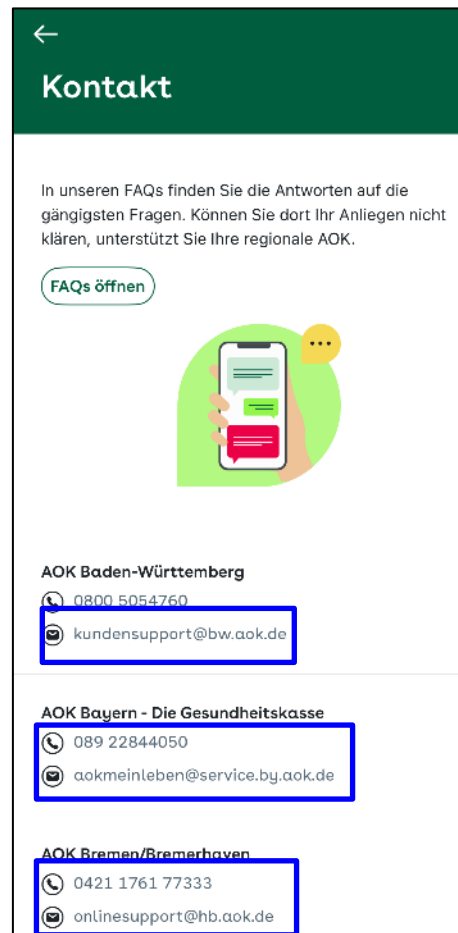 Kontakt
In unseren FAQs finden Sie die Antworten auf die
gängigsten Fragen. Können Sie dort Ihr Anliegen nicht
klären, unterstützt Sie Ihre regionale AOK.
FAQs öffnen
AOK Baden-Württemberg
0800 5054760
kundensupport@bw.aok.de
AOK Bayern - Die Gesundheitskasse
089 22844050
aokmeinleben@service.by.aok.de
AOK Bremen/Bremerhaven
0421 1761 77333
onlinesupport@hb.aok.de